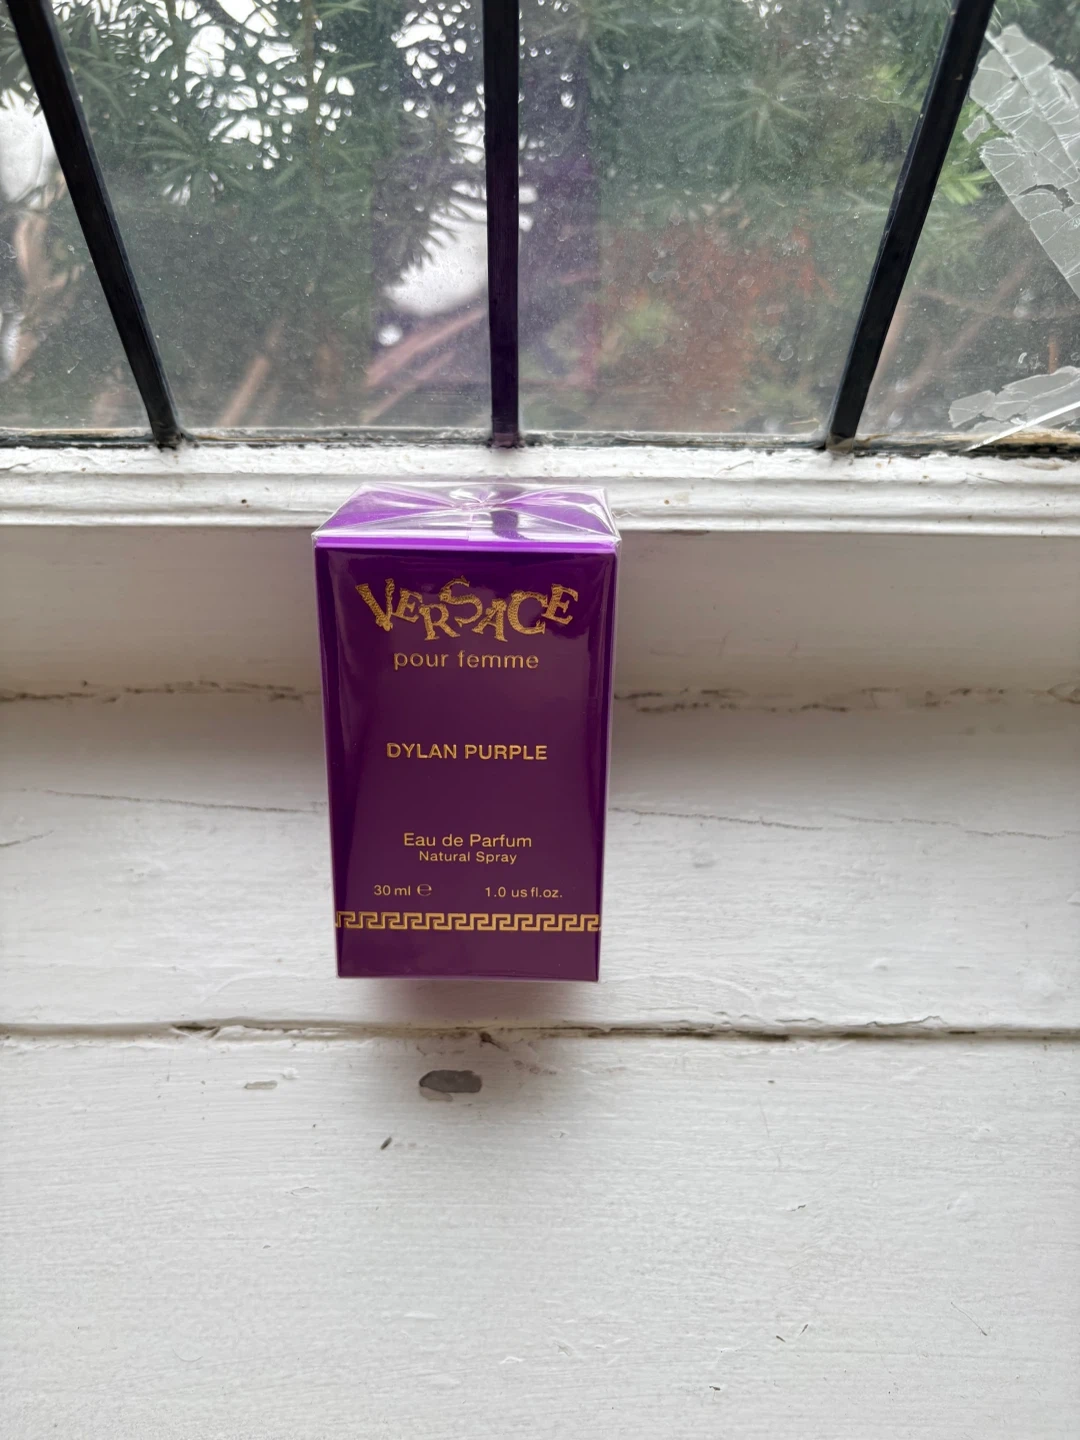 VERSACE
pour femme
DYLAN PURPLE
Eau de Parfum
Natural Spray
30 ml ℮ 1.0 us fl.oz.